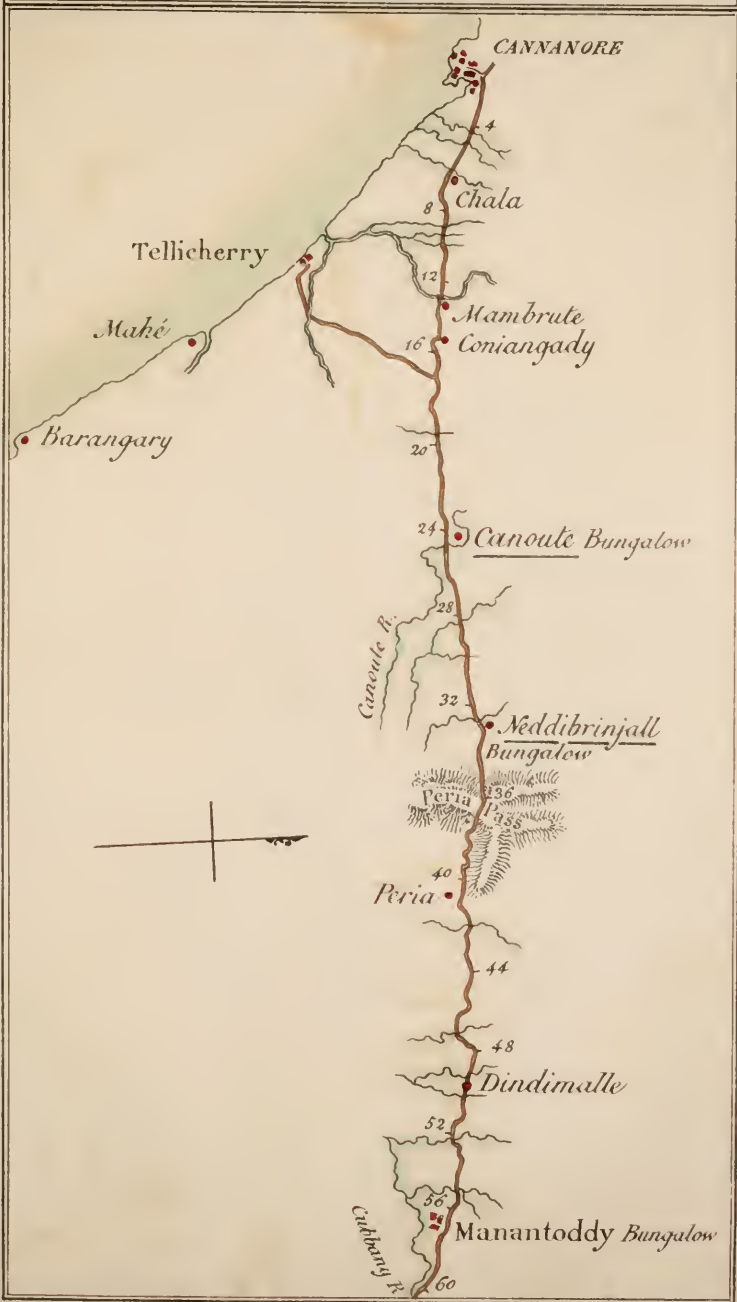 CANNANORE
4
Chala
8
Tellicherry
12
Mambrute
Mahé
Coniangady
16
Barangary
20
24
Canoute Bungalow
28
Canoute R.
32
Neddibrinjall
Bungalow
36
Peria Pass
40
Peria
44
48
Dindimalle
52
56
Manantoddy Bungalow
Cubbany R
60